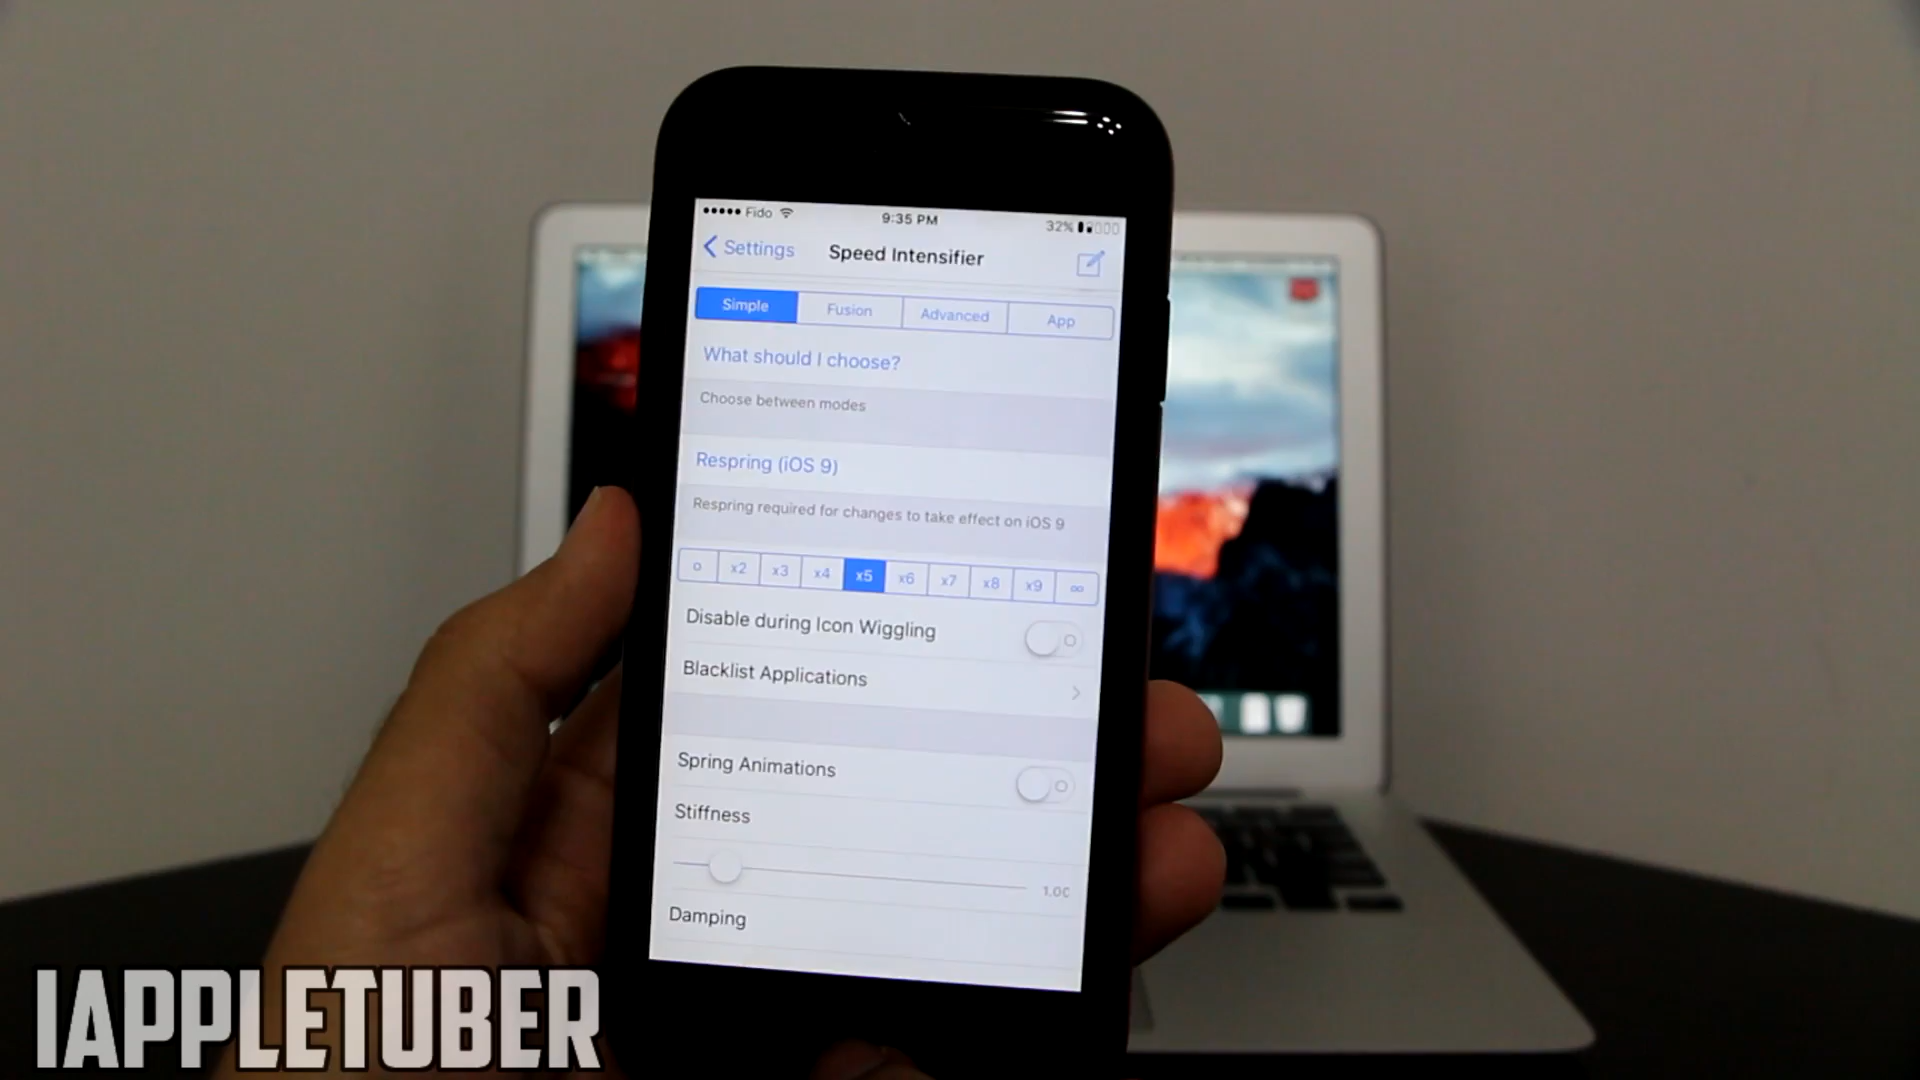 Fido 9:35 PM 32%
Settings Speed Intensifier
Simple Fusion Advanced App
What should I choose?
Choose between modes
Respring (iOS 9)
Respring required for changes to take effect on iOS 9
o x2 x3 x4 x5 x6 x7 x8 x9 ∞
Disable during Icon Wiggling
Blacklist Applications
Spring Animations
Stiffness
1.00
Damping
IAPPLETUBER